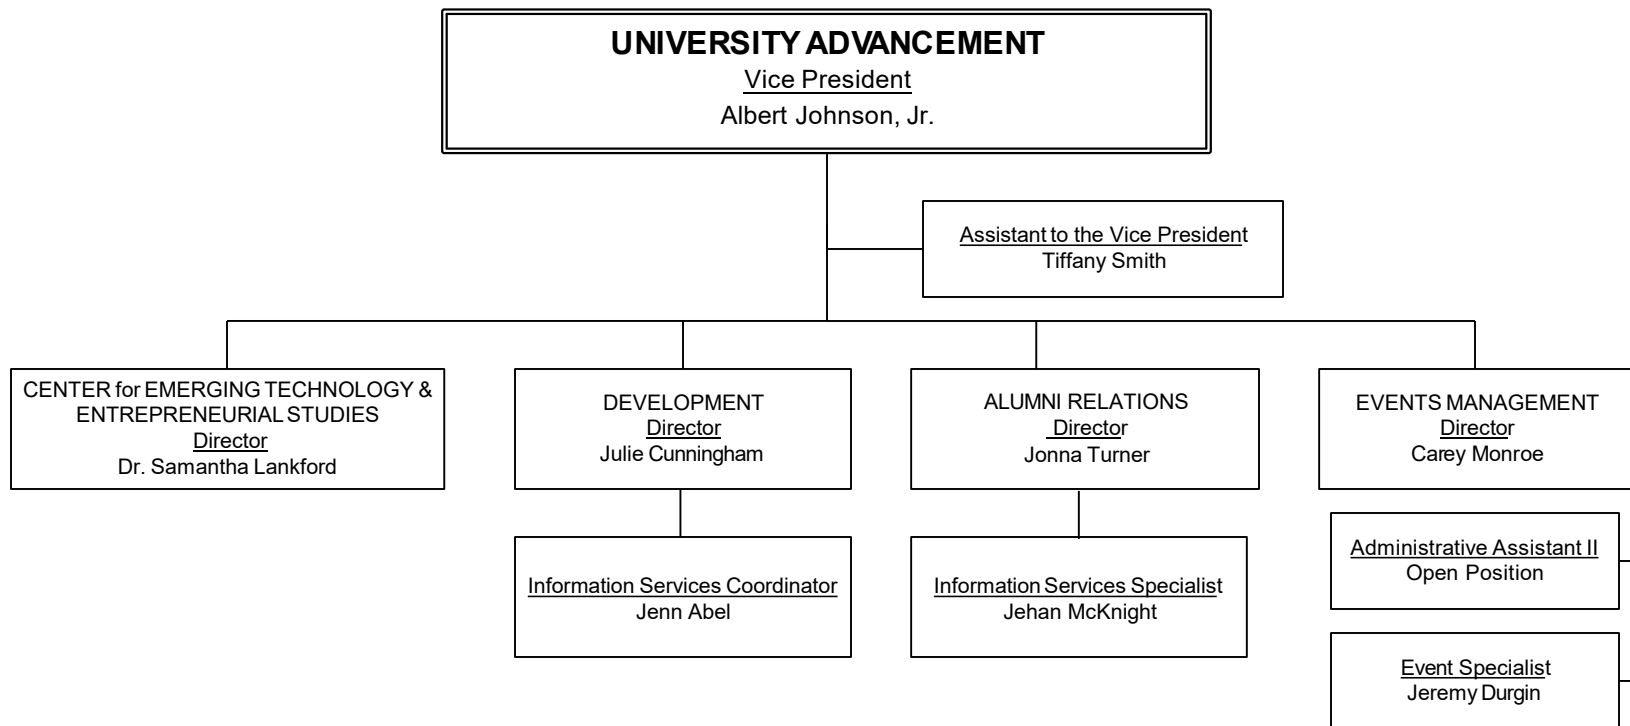 UNIVERSITY ADVANCEMENT
Vice President
Albert Johnson, Jr.
Assistant to the Vice President
Tiffany Smith
CENTER for EMERGING TECHNOLOGY &
ENTREPRENEURIAL STUDIES
Director
Dr. Samantha Lankford
DEVELOPMENT
Director
Julie Cunningham
ALUMNI RELATIONS
Director
Jonna Turner
EVENTS MANAGEMENT
Director
Carey Monroe
Information Services Coordinator
Jenn Abel
Information Services Specialist
Jehan McKnight
Administrative Assistant II
Open Position
Event Specialist
Jeremy Durgin